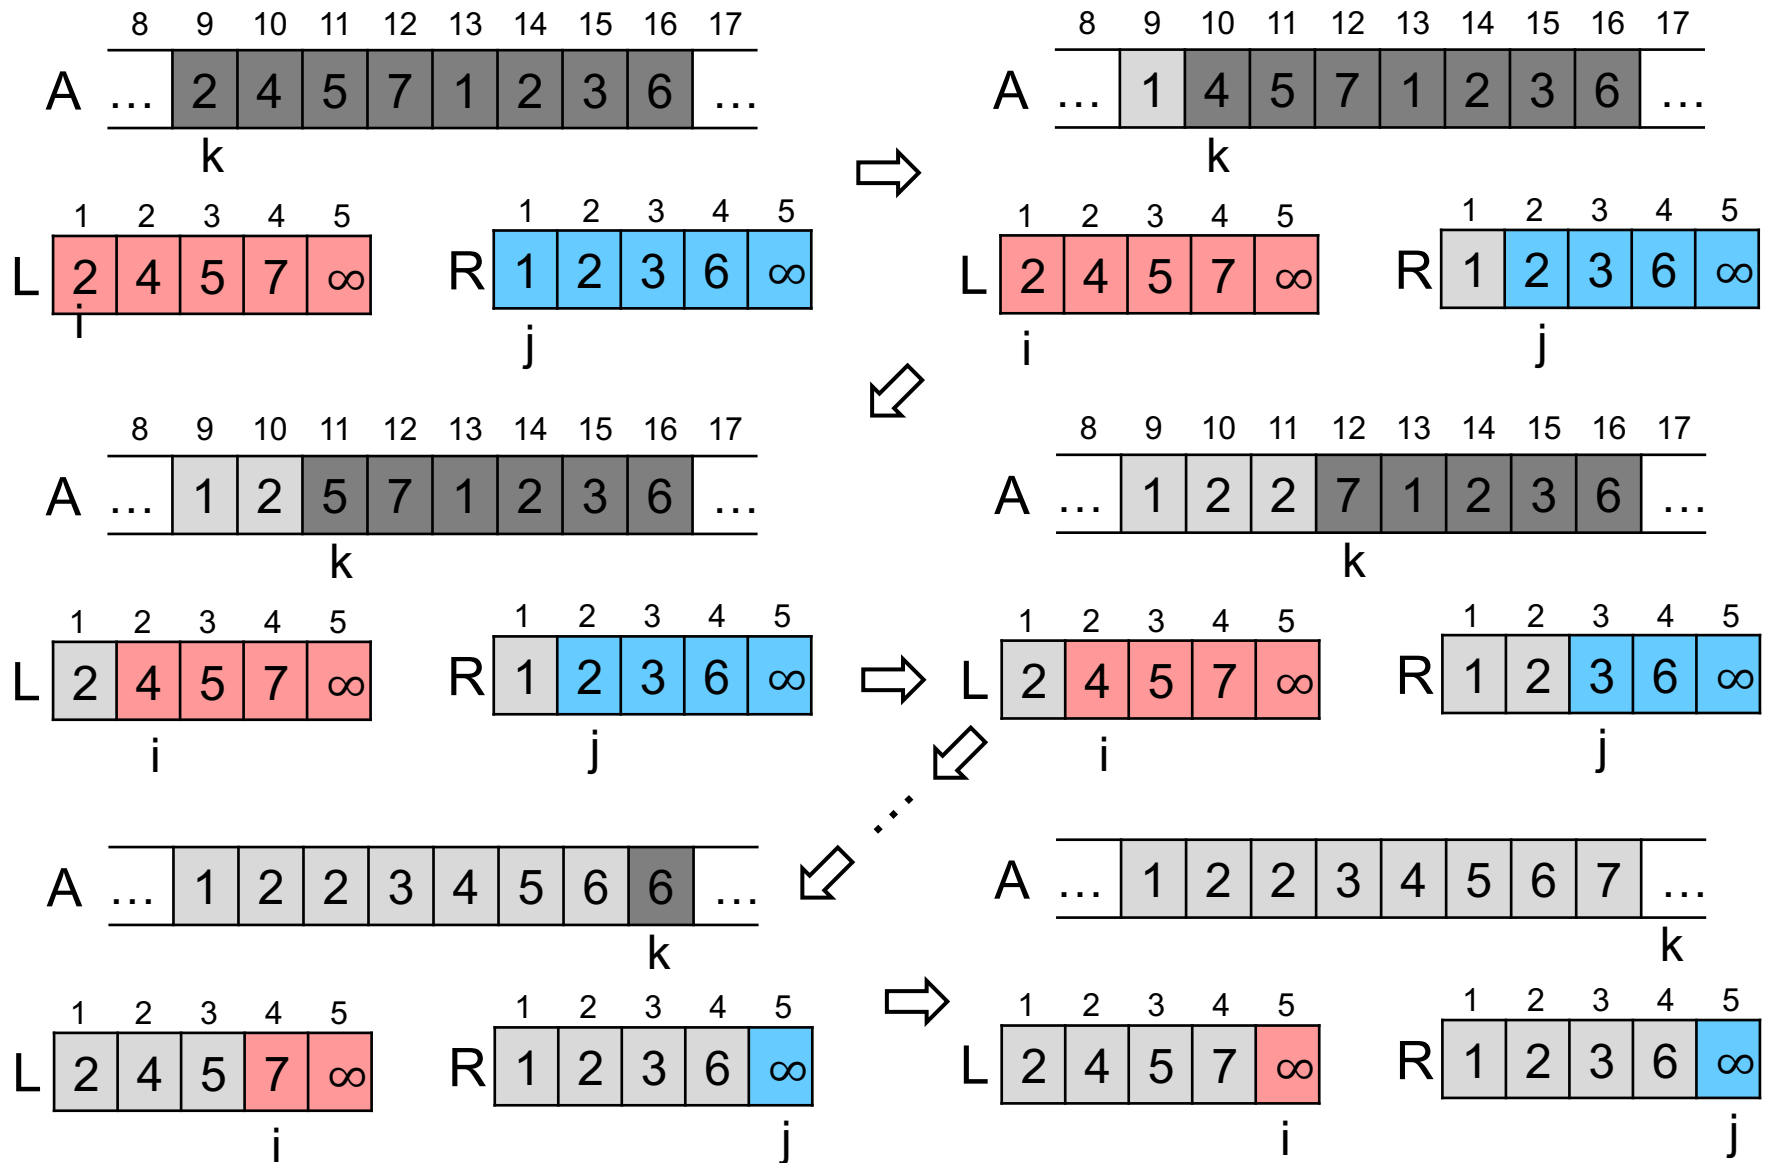 8 9 10 11 12 13 14 15 16 17
A ... 2 4 5 7 1 2 3 6 ...
k
1 2 3 4 5
L 2 4 5 7 ∞
i
1 2 3 4 5
R 1 2 3 6 ∞
j
8 9 10 11 12 13 14 15 16 17
A ... 1 4 5 7 1 2 3 6 ...
k
1 2 3 4 5
L 2 4 5 7 ∞
i
1 2 3 4 5
R 1 2 3 6 ∞
j
8 9 10 11 12 13 14 15 16 17
A ... 1 2 5 7 1 2 3 6 ...
k
1 2 3 4 5
L 2 4 5 7 ∞
i
1 2 3 4 5
R 1 2 3 6 ∞
j
8 9 10 11 12 13 14 15 16 17
A ... 1 2 2 7 1 2 3 6 ...
k
1 2 3 4 5
L 2 4 5 7 ∞
i
1 2 3 4 5
R 1 2 3 6 ∞
j
...
A ... 1 2 2 3 4 5 6 6 ...
k
1 2 3 4 5
L 2 4 5 7 ∞
i
1 2 3 4 5
R 1 2 3 6 ∞
j
A ... 1 2 2 3 4 5 6 7 ...
k
1 2 3 4 5
L 2 4 5 7 ∞
i
1 2 3 4 5
R 1 2 3 6 ∞
j